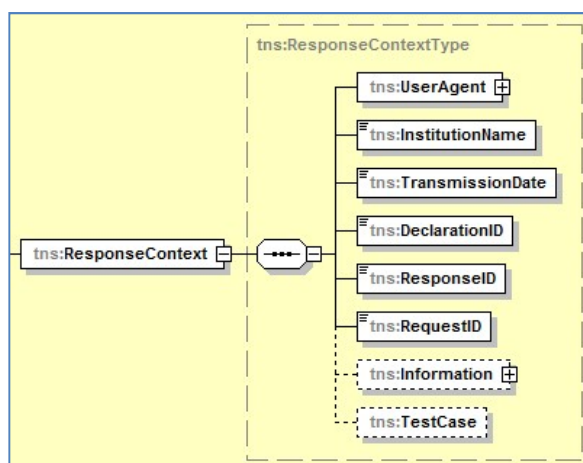 tns:ResponseContextType
tns:UserAgent
tns:InstitutionName
tns:TransmissionDate
tns:DeclarationID
tns:ResponseContext
tns:ResponseID
tns:RequestID
tns:Information
tns:TestCase